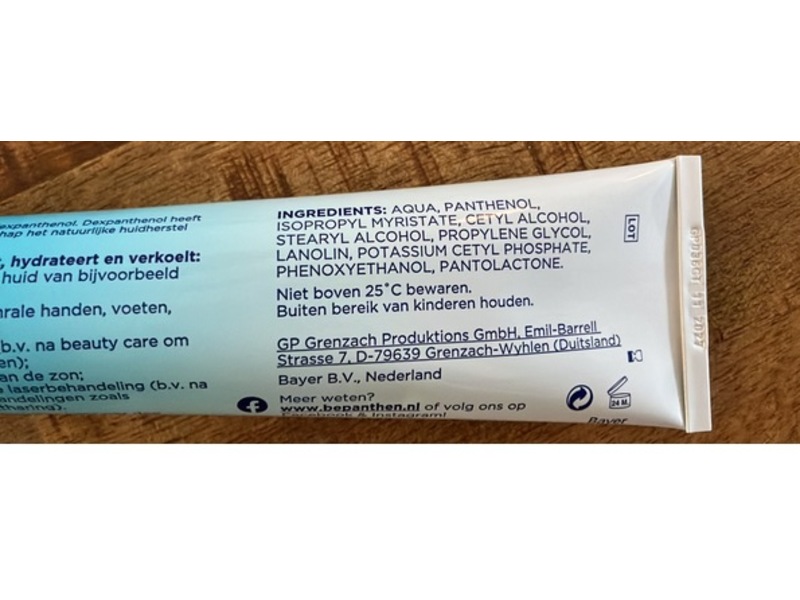 expanthenol. Dexpanthenol heeft
hap het natuurlijke huidherstel
hydrateert en verkoelt:
huid van bijvoorbeeld
rale handen, voeten,
(b.v. na beauty care om
en);
an de zon;
laserbehandeling (b.v. na
andelingen zoals
INGREDIENTS: AQUA, PANTHENOL,
ISOPROPYL MYRISTATE, CETYL ALCOHOL,
STEARYL ALCOHOL, PROPYLENE GLYCOL,
LANOLIN, POTASSIUM CETYL PHOSPHATE,
PHENOXYETHANOL, PANTOLACTONE.
Niet boven 25°C bewaren.
Buiten bereik van kinderen houden.
GP Grenzach Produktions GmbH, Emil-Barrell
Strasse 7, D-79639 Grenzach-Wyhlen (Duitsland)
Bayer B.V., Nederland
Meer weten?
www.bepanthen.nl of volg ons op
Facebook & Instagram!
LOT
24 M
Bayer